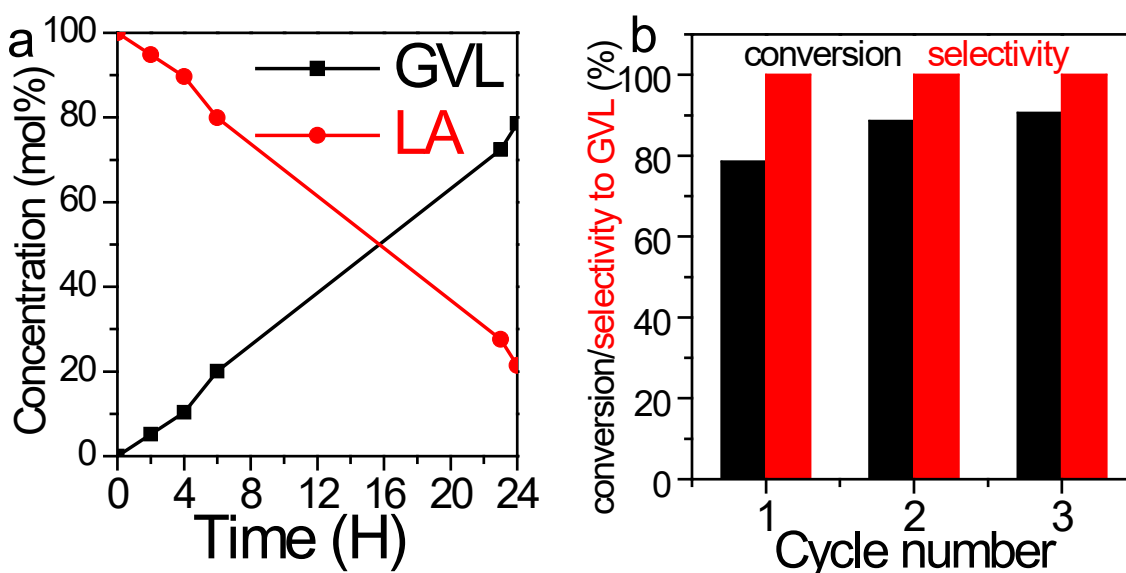 a
Concentration (mol%)
100
80
60
40
20
0
GVL
LA
0 4 8 12 16 20 24
Time (H)
b
conversion selectivity
conversion/selectivity to GVL (%)
100
80
60
40
20
0
1 2 3
Cycle number